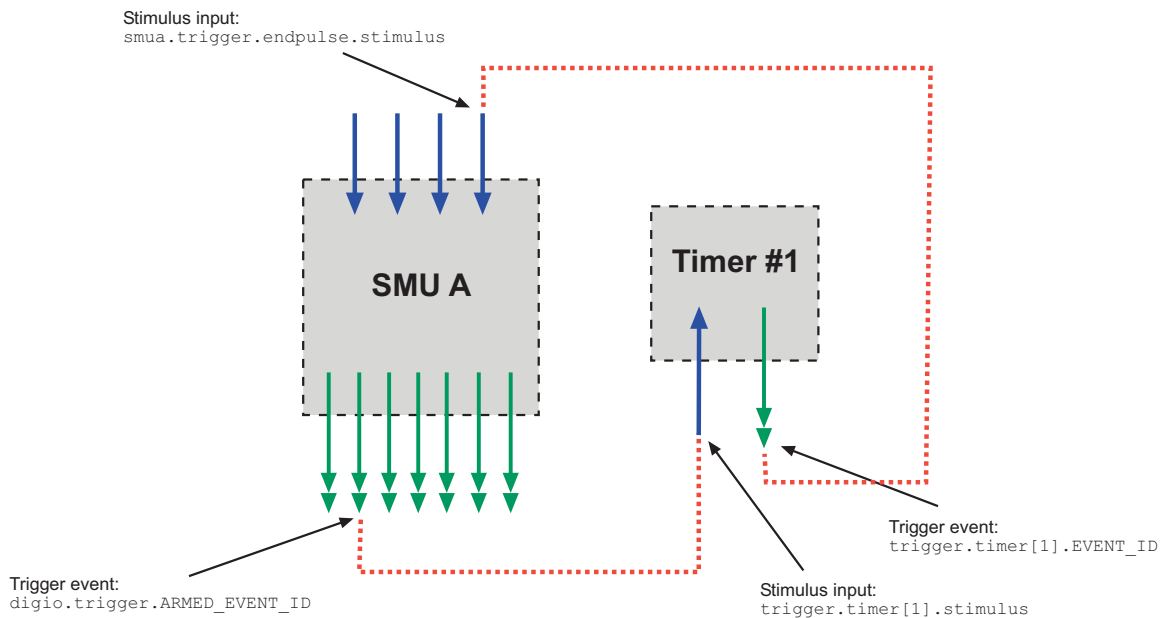 Stimulus input:
smua.trigger.endpulse.stimulus
SMU A
Timer #1
Trigger event:
trigger.timer[1].EVENT_ID
Trigger event:
digio.trigger.ARMED_EVENT_ID
Stimulus input:
trigger.timer[1].stimulus